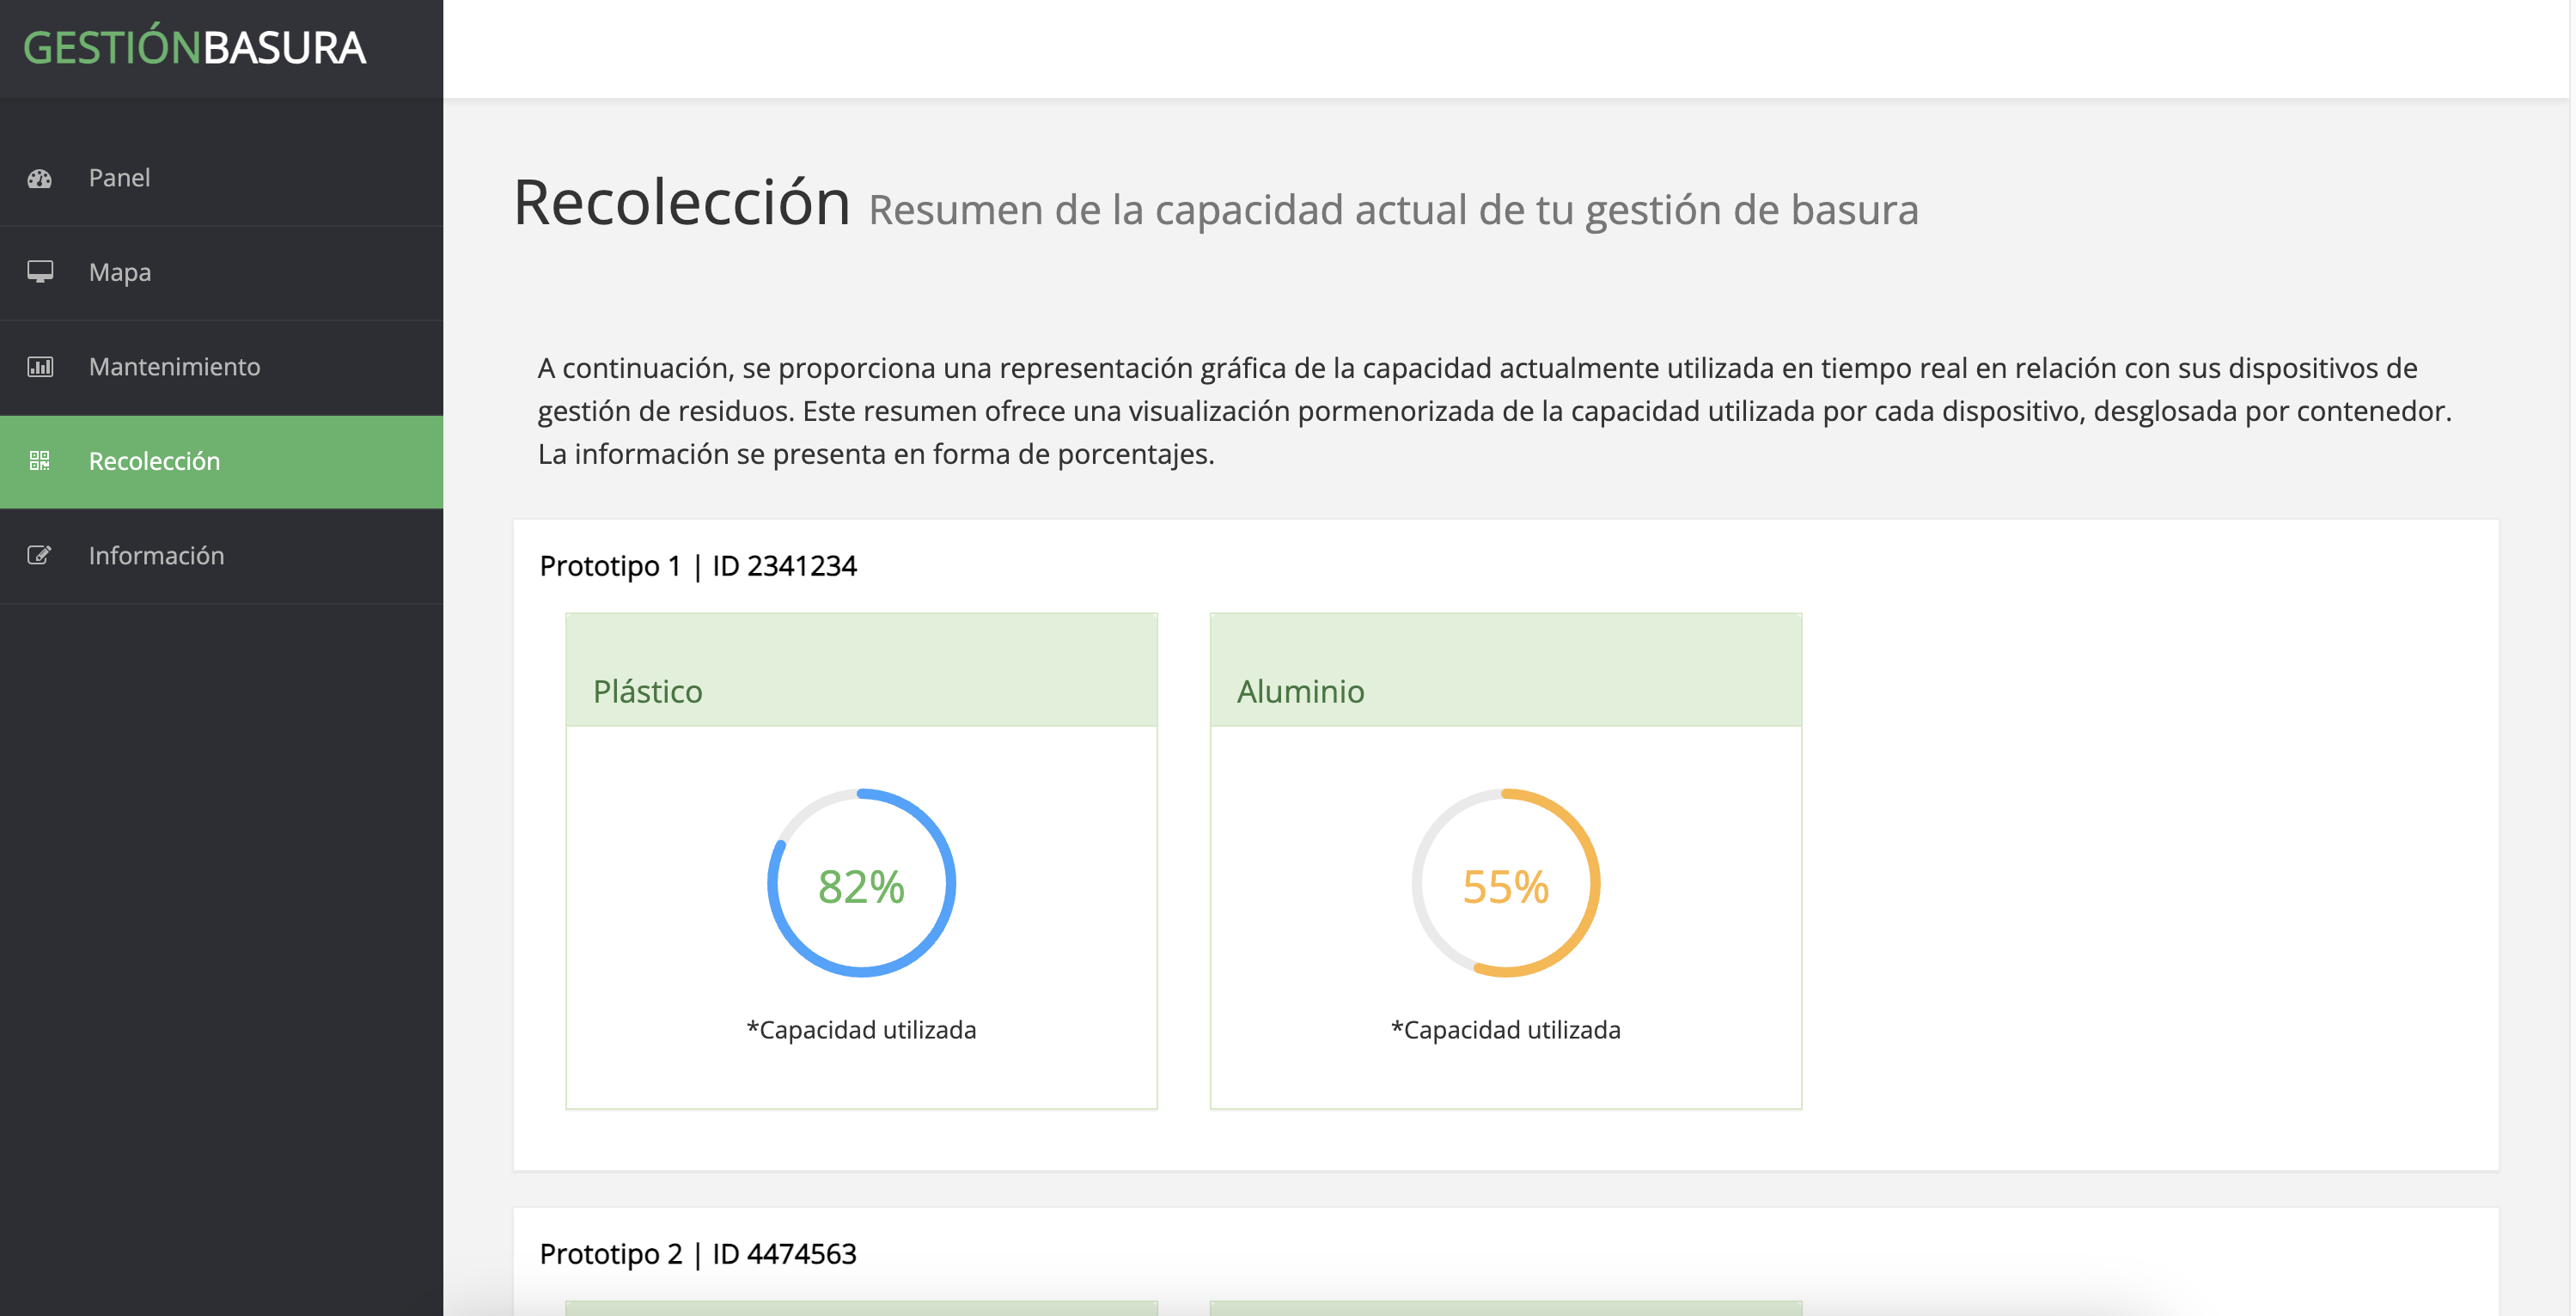 GESTIÓNBASURA
Panel
Mapa
Mantenimiento
Recolección
Información
Recolección Resumen de la capacidad actual de tu gestión de basura
A continuación, se proporciona una representación gráfica de la capacidad actualmente utilizada en tiempo real en relación con sus dispositivos de
gestión de residuos. Este resumen ofrece una visualización pormenorizada de la capacidad utilizada por cada dispositivo, desglosada por contenedor.
La información se presenta en forma de porcentajes.
Prototipo 1 | ID 2341234
Plástico
82%
*Capacidad utilizada
Aluminio
55%
*Capacidad utilizada
Prototipo 2 | ID 4474563